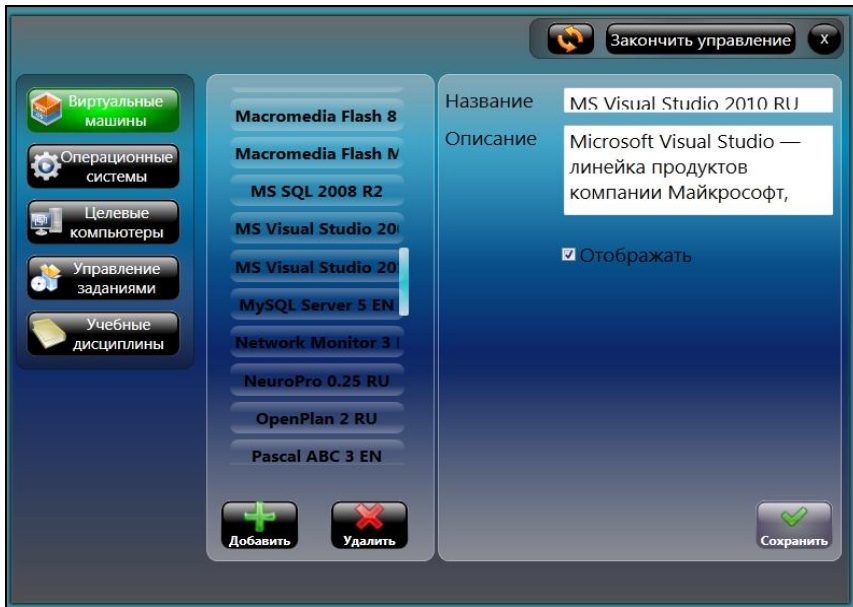 Закончить управление
X
Виртуальные
машины
Операционные
системы
Целевые
компьютеры
Управление
заданиями
Учебные
дисциплины
Macromedia Flash 8
Macromedia Flash M
MS SQL 2008 R2
MS Visual Studio 20
MS Visual Studio 20
MySQL Server 5 EN
Network Monitor 3
NeuroPro 0.25 RU
OpenPlan 2 RU
Pascal ABC 3 EN
Добавить
Удалить
Название
MS Visual Studio 2010 RU
Описание
Microsoft Visual Studio —
линейка продуктов
компании Майкрософт,
Отображать
Сохранить